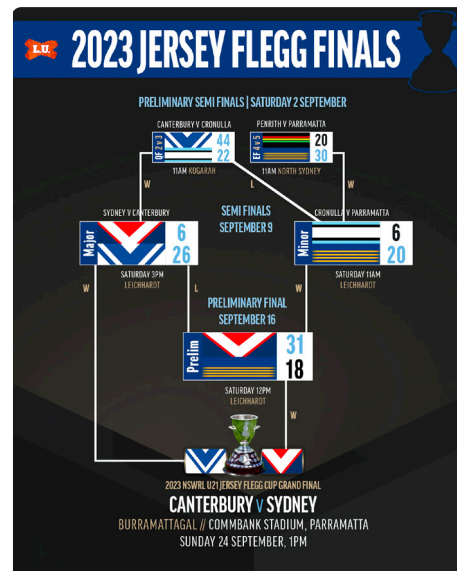 L.U. 2023 JERSEY FLEGG FINALS
PRELIMINARY SEMI FINALS | SATURDAY 2 SEPTEMBER
CANTERBURY V CRONULLA
QF 2 v 3
44
22
11AM KOGARAH
PENRITH V PARRAMATTA
EF 4 v 5
20
30
11AM NORTH SYDNEY
W
L
W
SYDNEY V CANTERBURY
Major
6
26
SATURDAY 3PM
LEICHHARDT
SEMI FINALS
SEPTEMBER 9
CRONULLA V PARRAMATTA
Minor
6
20
SATURDAY 11AM
LEICHHARDT
W
L
W
PRELIMINARY FINAL
SEPTEMBER 16
Prelim
31
18
SATURDAY 12PM
LEICHHARDT
W
2023 NSWRL U21 JERSEY FLEGG CUP GRAND FINAL
CANTERBURY V SYDNEY
BURRAMATTAGAL // COMMBANK STADIUM, PARRAMATTA
SUNDAY 24 SEPTEMBER, 1PM